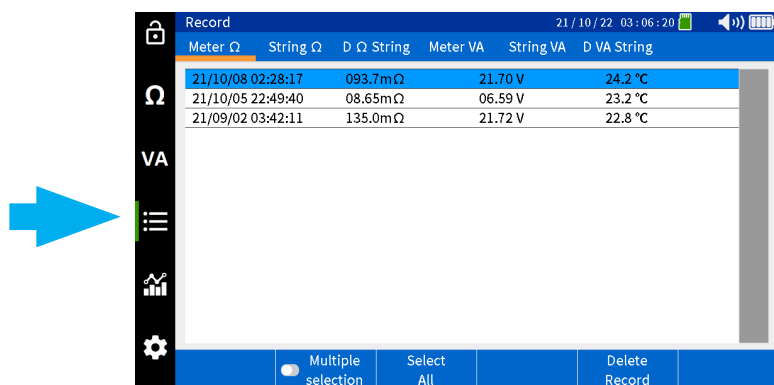 Record 21/10/22 03:06:20
Meter Ω String Ω D Ω String Meter VA String VA D VA String
21/10/08 02:28:17 093.7mΩ 21.70 V 24.2 ℃
21/10/05 22:49:40 08.65mΩ 06.59 V 23.2 ℃
21/09/02 03:42:11 135.0mΩ 21.72 V 22.8 ℃
Ω
VA
Multiple selection
Select All
Delete Record